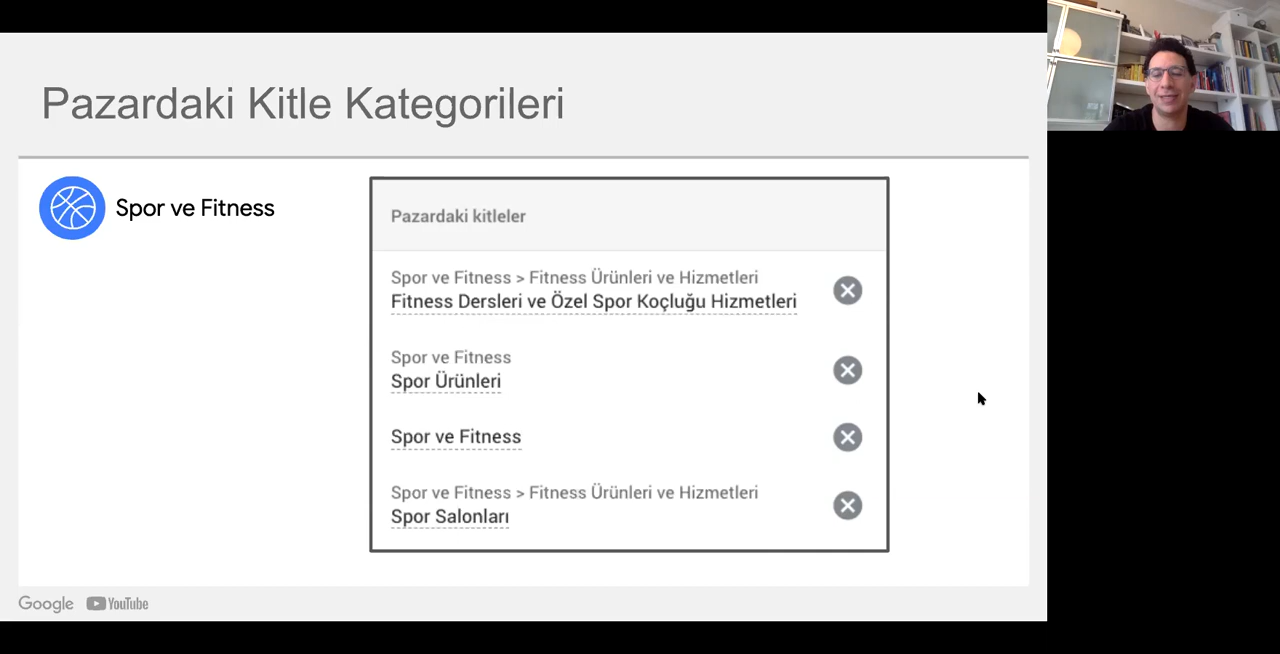 Pazardaki Kitle Kategorileri
Spor ve Fitness
Pazardaki kitleler
Spor ve Fitness > Fitness Ürünleri ve Hizmetleri
Fitness Dersleri ve Özel Spor Koçluğu Hizmetleri
Spor ve Fitness
Spor Ürünleri
Spor ve Fitness
Spor ve Fitness > Fitness Ürünleri ve Hizmetleri
Spor Salonları
Google YouTube